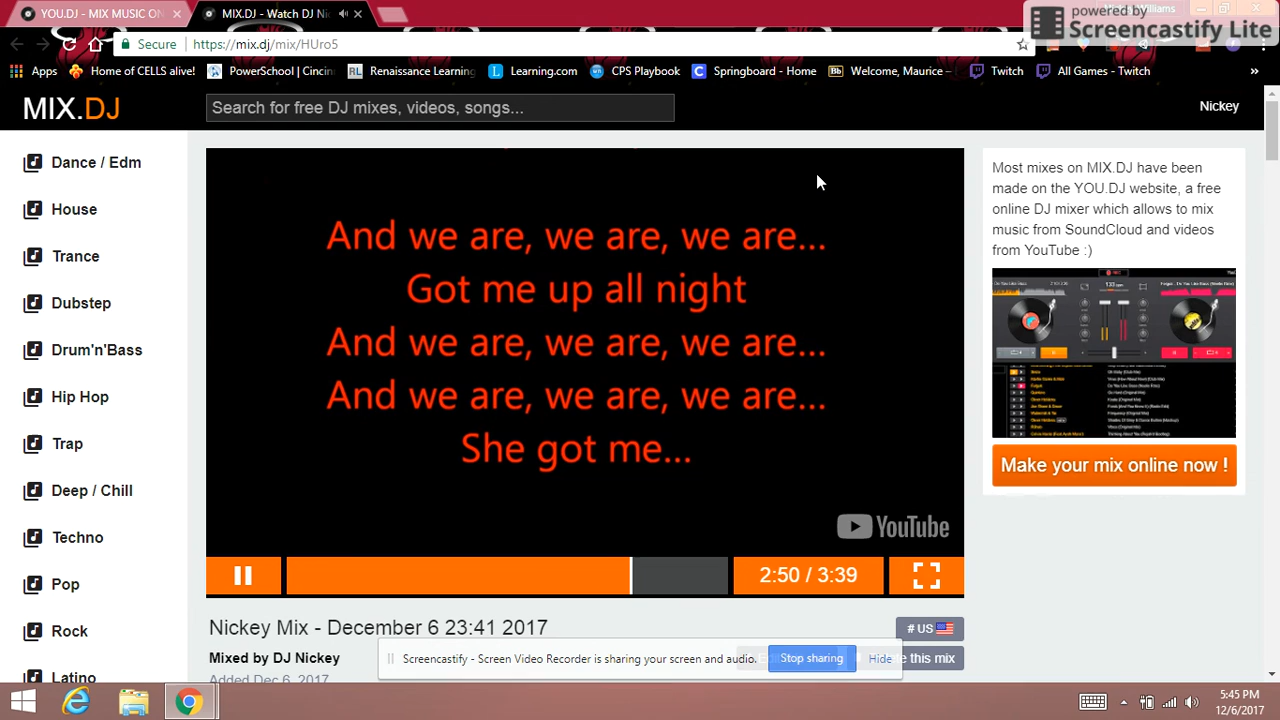 YOU.DJ - MIX MUSIC ON
MIX.DJ - Watch DJ Ni
powered by
Screencastify Lite
Secure
https://mix.dj/mix/HUro5
Apps
Home of CELLS alive!
PowerSchool | Cincin
RL Renaissance Learning
L Learning.com
CPS Playbook
C Springboard - Home
Bb Welcome, Maurice –
Twitch
All Games - Twitch
»
MIX.DJ
Search for free DJ mixes, videos, songs...
Nickey
Dance / Edm
House
Trance
Dubstep
Drum'n'Bass
Hip Hop
Trap
Deep / Chill
Techno
Pop
Rock
Latino
And we are, we are, we are...
Got me up all night
And we are, we are, we are...
And we are, we are, we are...
She got me...
YouTube
2:50 / 3:39
Nickey Mix - December 6 23:41 2017
# US
Mixed by DJ Nickey
this mix
Added Dec 6, 2017
Screencastify - Screen Video Recorder is sharing your screen and audio.
Stop sharing
Hide
Most mixes on MIX.DJ have been
made on the YOU.DJ website, a free
online DJ mixer which allows to mix
music from SoundCloud and videos
from YouTube :)
Make your mix online now !
5:45 PM
12/6/2017